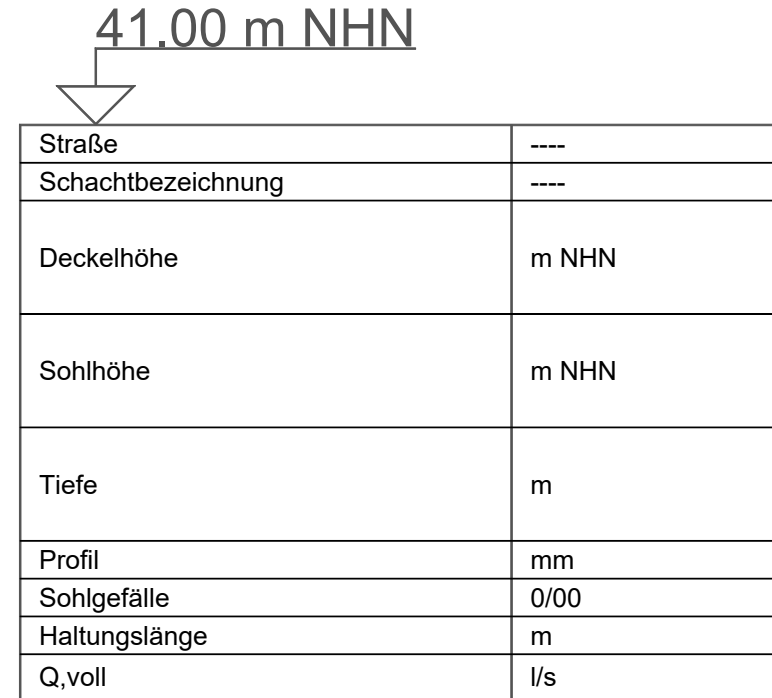 41.00 m NHN
Straße ----
Schachtbezeichnung ----
Deckelhöhe m NHN
Sohlhöhe m NHN
Tiefe m
Profil mm
Sohlgefälle 0/00
Haltungslänge m
Q,voll l/s